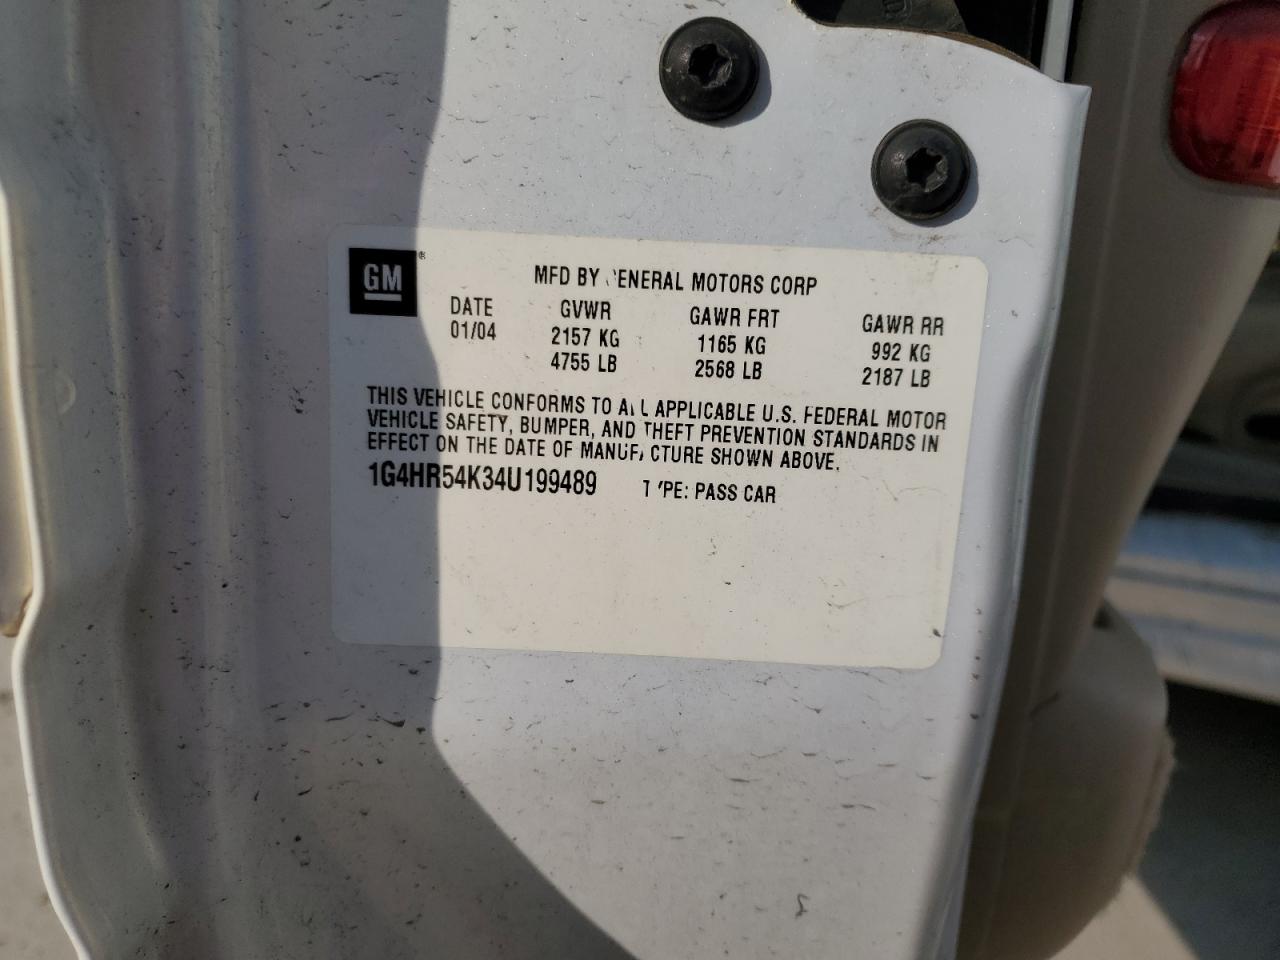 GM ®
MFD BY GENERAL MOTORS CORP
DATE GVWR GAWR FRT GAWR RR
01/04 2157 KG 1165 KG 992 KG
4755 LB 2568 LB 2187 LB
THIS VEHICLE CONFORMS TO ALL APPLICABLE U.S. FEDERAL MOTOR
VEHICLE SAFETY, BUMPER, AND THEFT PREVENTION STANDARDS IN
EFFECT ON THE DATE OF MANUFACTURE SHOWN ABOVE.
1G4HR54K34U199489 TYPE: PASS CAR